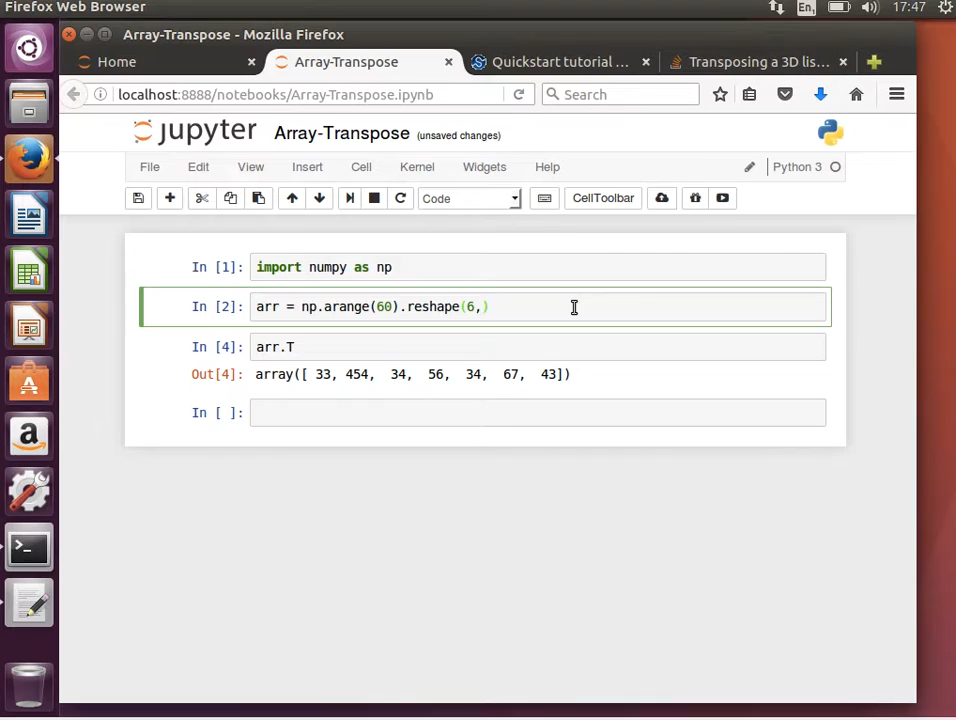 Firefox Web Browser
En1
17:47
Array-Transpose - Mozilla Firefox
Home
Array-Transpose
Quickstart tutorial ...
Transposing a 3D lis...
localhost:8888/notebooks/Array-Transpose.ipynb
Search
jupyter
Array-Transpose (unsaved changes)
File Edit View Insert Cell Kernel Widgets Help
Python 3
Code
CellToolbar
In [1]: import numpy as np
In [2]: arr = np.arange(60).reshape(6,)
In [4]: arr.T
Out[4]: array([ 33, 454,  34,  56,  34,  67,  43])
In [ ]: